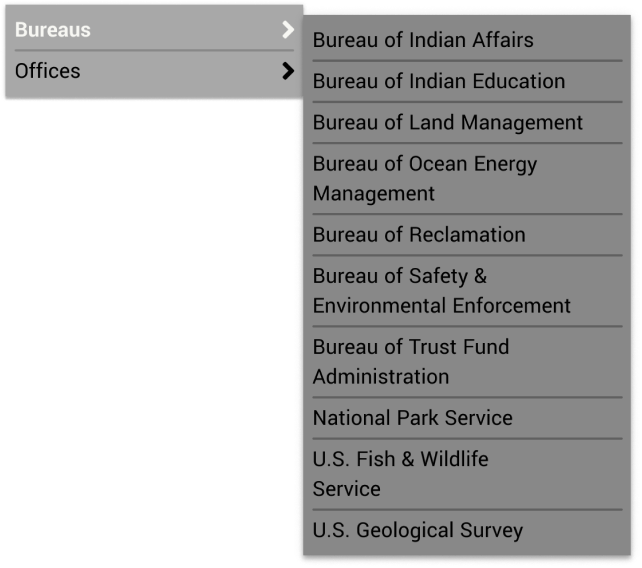 Bureaus
Offices
Bureau of Indian Affairs
Bureau of Indian Education
Bureau of Land Management
Bureau of Ocean Energy
Management
Bureau of Reclamation
Bureau of Safety &
Environmental Enforcement
Bureau of Trust Fund
Administration
National Park Service
U.S. Fish & Wildlife
Service
U.S. Geological Survey